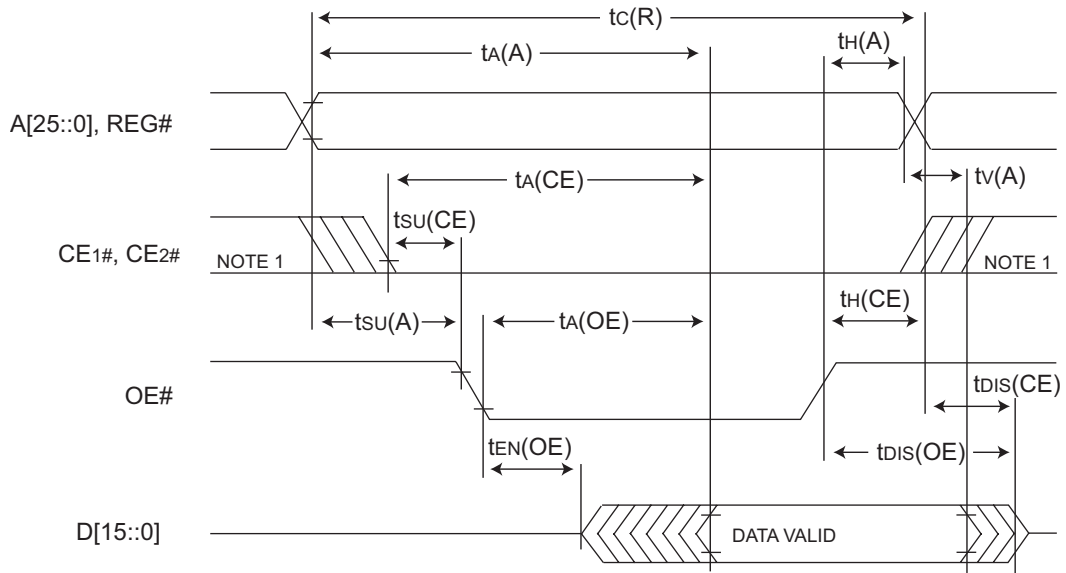 tC(R)
tA(A)
tH(A)
A[25::0], REG#
tA(CE)
tV(A)
tSU(CE)
CE1#, CE2#
NOTE 1
NOTE 1
tH(CE)
tSU(A)
tA(OE)
OE#
tDIS(CE)
tEN(OE)
tDIS(OE)
D[15::0]
DATA VALID